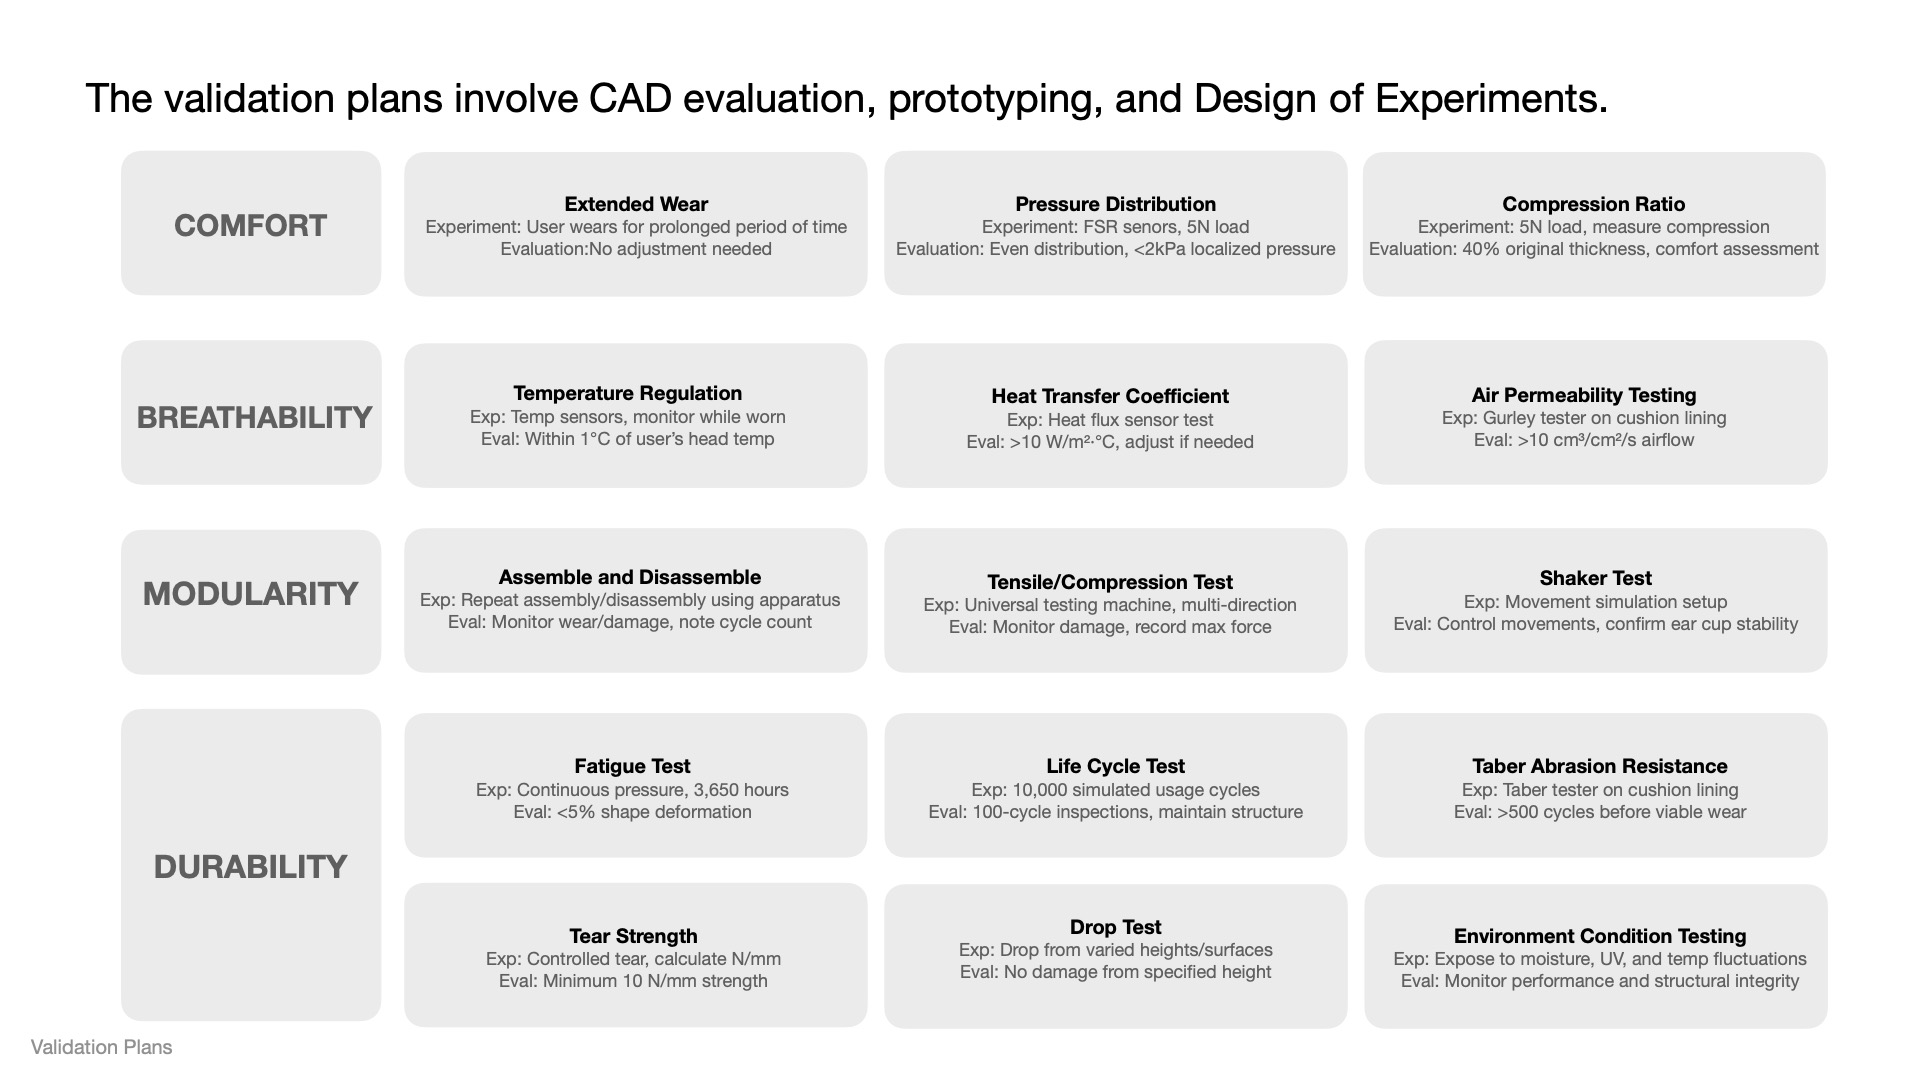 The validation plans involve CAD evaluation, prototyping, and Design of Experiments.
COMFORT
Extended Wear
Experiment: User wears for prolonged period of time
Evaluation:No adjustment needed
Pressure Distribution
Experiment: FSR senors, 5N load
Evaluation: Even distribution, <2kPa localized pressure
Compression Ratio
Experiment: 5N load, measure compression
Evaluation: 40% original thickness, comfort assessment
BREATHABILITY
Temperature Regulation
Exp: Temp sensors, monitor while worn
Eval: Within 1°C of user’s head temp
Heat Transfer Coefficient
Exp: Heat flux sensor test
Eval: >10 W/m²·°C, adjust if needed
Air Permeability Testing
Exp: Gurley tester on cushion lining
Eval: >10 cm³/cm²/s airflow
MODULARITY
Assemble and Disassemble
Exp: Repeat assembly/disassembly using apparatus
Eval: Monitor wear/damage, note cycle count
Tensile/Compression Test
Exp: Universal testing machine, multi-direction
Eval: Monitor damage, record max force
Shaker Test
Exp: Movement simulation setup
Eval: Control movements, confirm ear cup stability
DURABILITY
Fatigue Test
Exp: Continuous pressure, 3,650 hours
Eval: <5% shape deformation
Life Cycle Test
Exp: 10,000 simulated usage cycles
Eval: 100-cycle inspections, maintain structure
Taber Abrasion Resistance
Exp: Taber tester on cushion lining
Eval: >500 cycles before viable wear
Tear Strength
Exp: Controlled tear, calculate N/mm
Eval: Minimum 10 N/mm strength
Drop Test
Exp: Drop from varied heights/surfaces
Eval: No damage from specified height
Environment Condition Testing
Exp: Expose to moisture, UV, and temp fluctuations
Eval: Monitor performance and structural integrity
Validation Plans